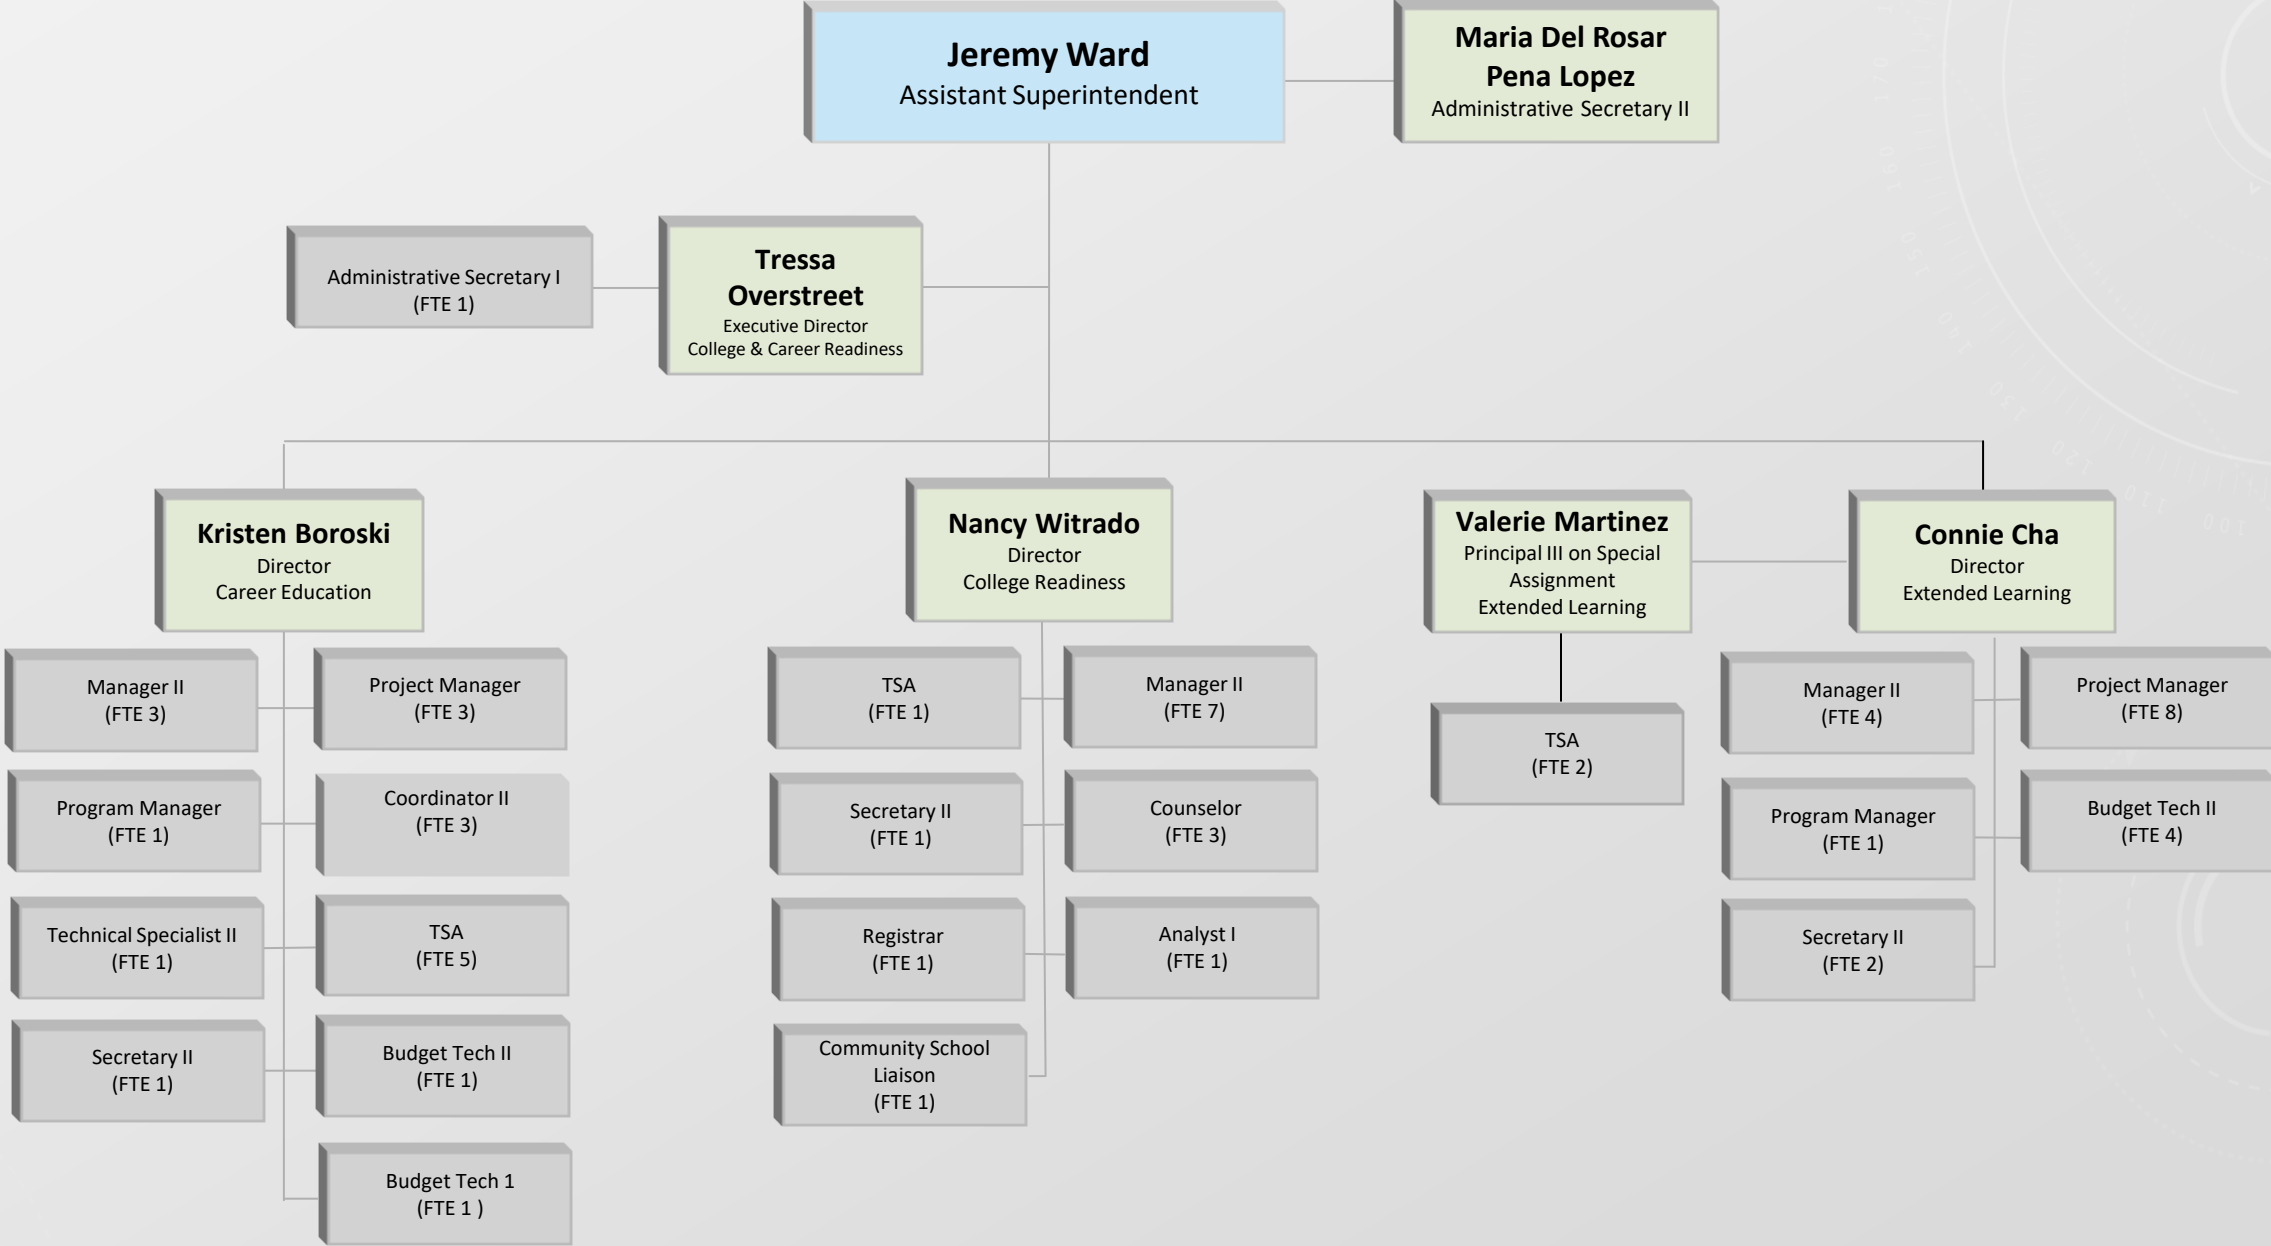 Jeremy Ward
Assistant Superintendent
Maria Del Rosar
Pena Lopez
Administrative Secretary II
Administrative Secretary I
(FTE 1)
Tressa
Overstreet
Executive Director
College & Career Readiness
Kristen Boroski
Director
Career Education
Manager II
(FTE 3)
Project Manager
(FTE 3)
Program Manager
(FTE 1)
Coordinator II
(FTE 3)
Technical Specialist II
(FTE 1)
TSA
(FTE 5)
Secretary II
(FTE 1)
Budget Tech II
(FTE 1)
Budget Tech 1
(FTE 1 )
Nancy Witrado
Director
College Readiness
TSA
(FTE 1)
Manager II
(FTE 7)
Secretary II
(FTE 1)
Counselor
(FTE 3)
Registrar
(FTE 1)
Analyst I
(FTE 1)
Community School
Liaison
(FTE 1)
Valerie Martinez
Principal III on Special
Assignment
Extended Learning
TSA
(FTE 2)
Connie Cha
Director
Extended Learning
Manager II
(FTE 4)
Project Manager
(FTE 8)
Program Manager
(FTE 1)
Budget Tech II
(FTE 4)
Secretary II
(FTE 2)
160
150
140
130
120
110
100